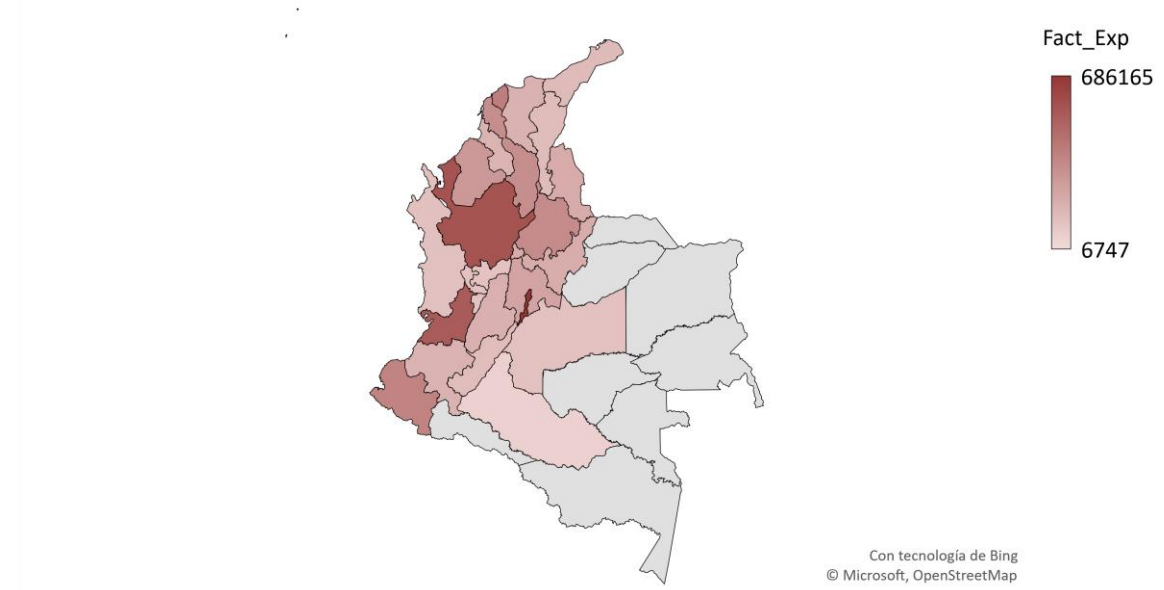 Fact_Exp
686165
6747
Con tecnología de Bing
© Microsoft, OpenStreetMap